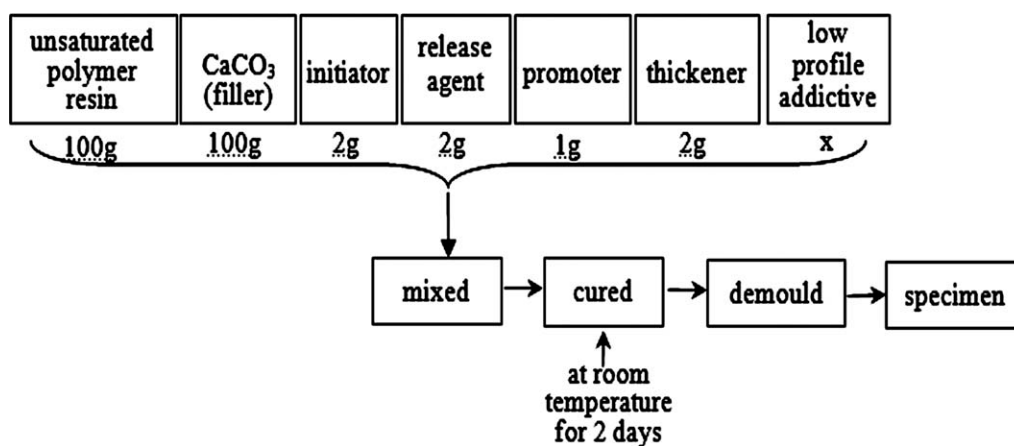 unsaturated
polymer
resin
CaCO₃
(filler)
initiator
release
agent
promoter
thickener
low
profile
addictive
100g
100g
2g
2g
1g
2g
x
mixed
cured
demould
specimen
at room
temperature
for 2 days